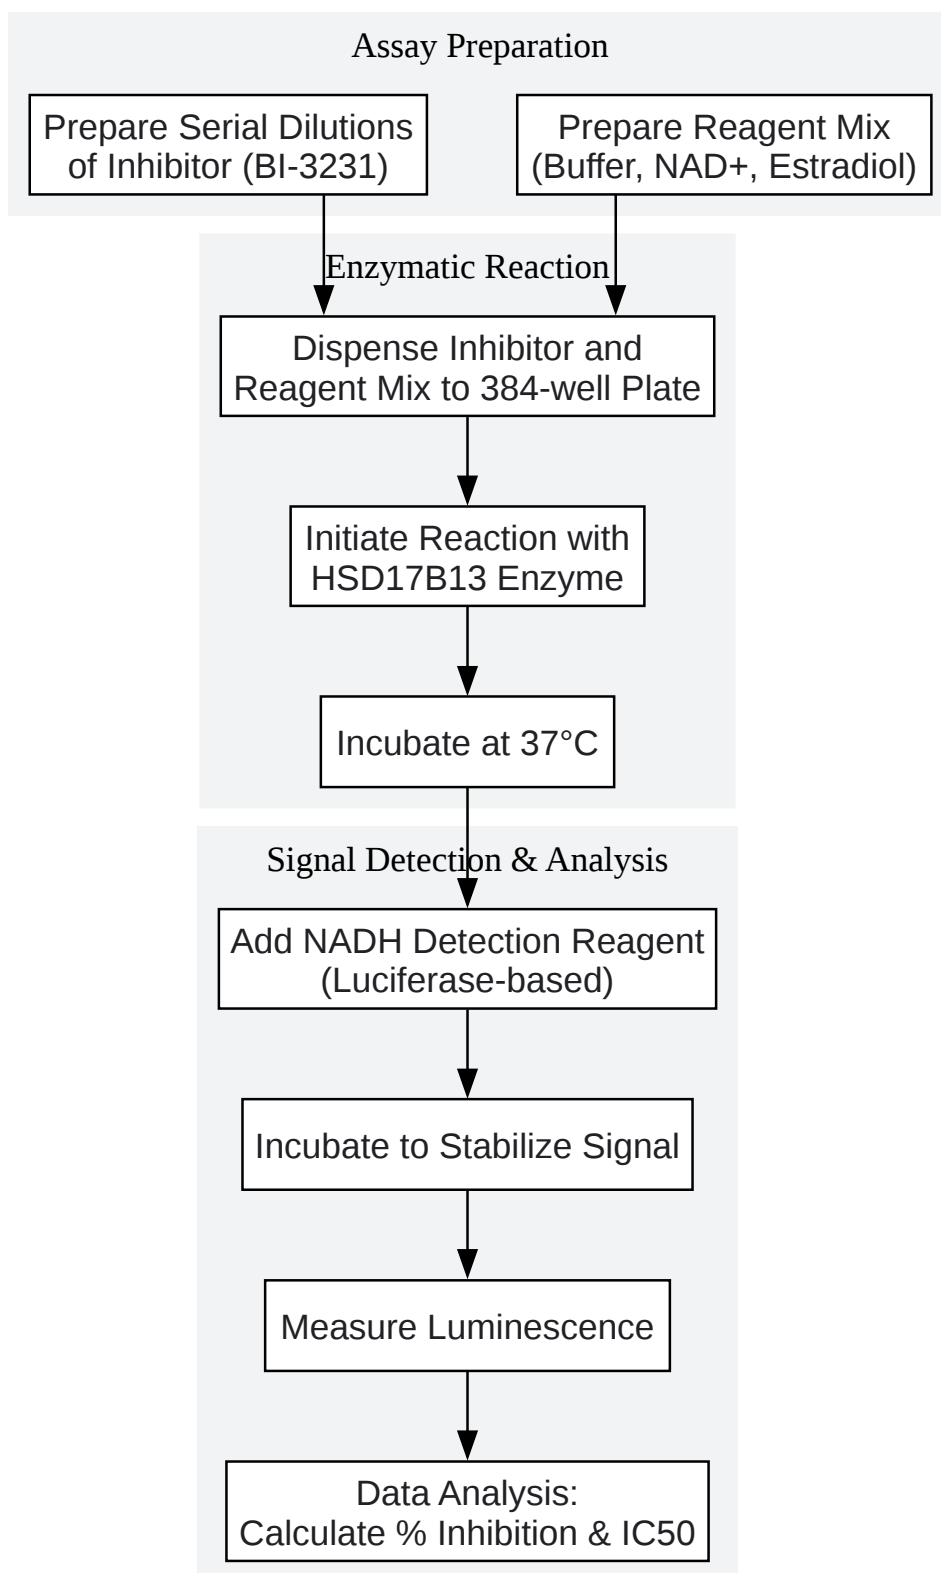 Assay Preparation
Prepare Serial Dilutions
of Inhibitor (BI-3231)
Prepare Reagent Mix
(Buffer, NAD+, Estradiol)
Enzymatic Reaction
Dispense Inhibitor and
Reagent Mix to 384-well Plate
Initiate Reaction with
HSD17B13 Enzyme
Incubate at 37°C
Signal Detection & Analysis
Add NADH Detection Reagent
(Luciferase-based)
Incubate to Stabilize Signal
Measure Luminescence
Data Analysis:
Calculate % Inhibition & IC50